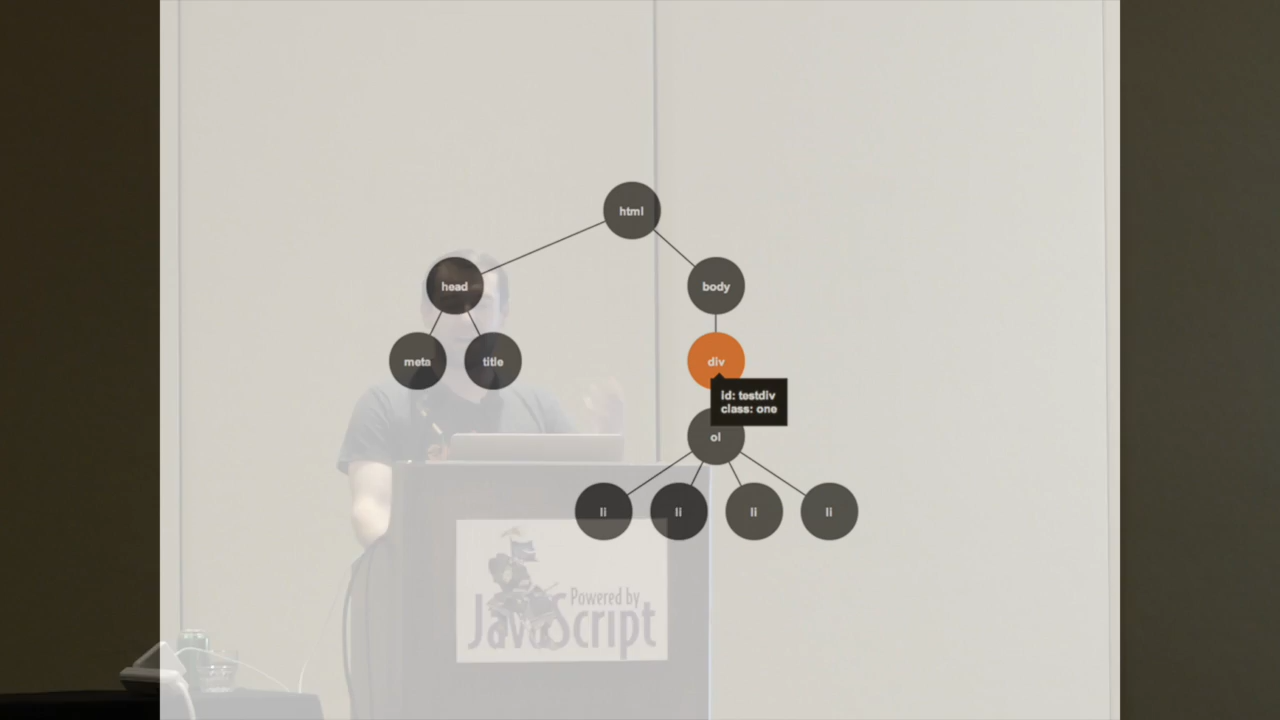 html
head
body
meta
title
div
id: testdiv
class: one
ol
li
li
li
li
Powered by
JavaScript